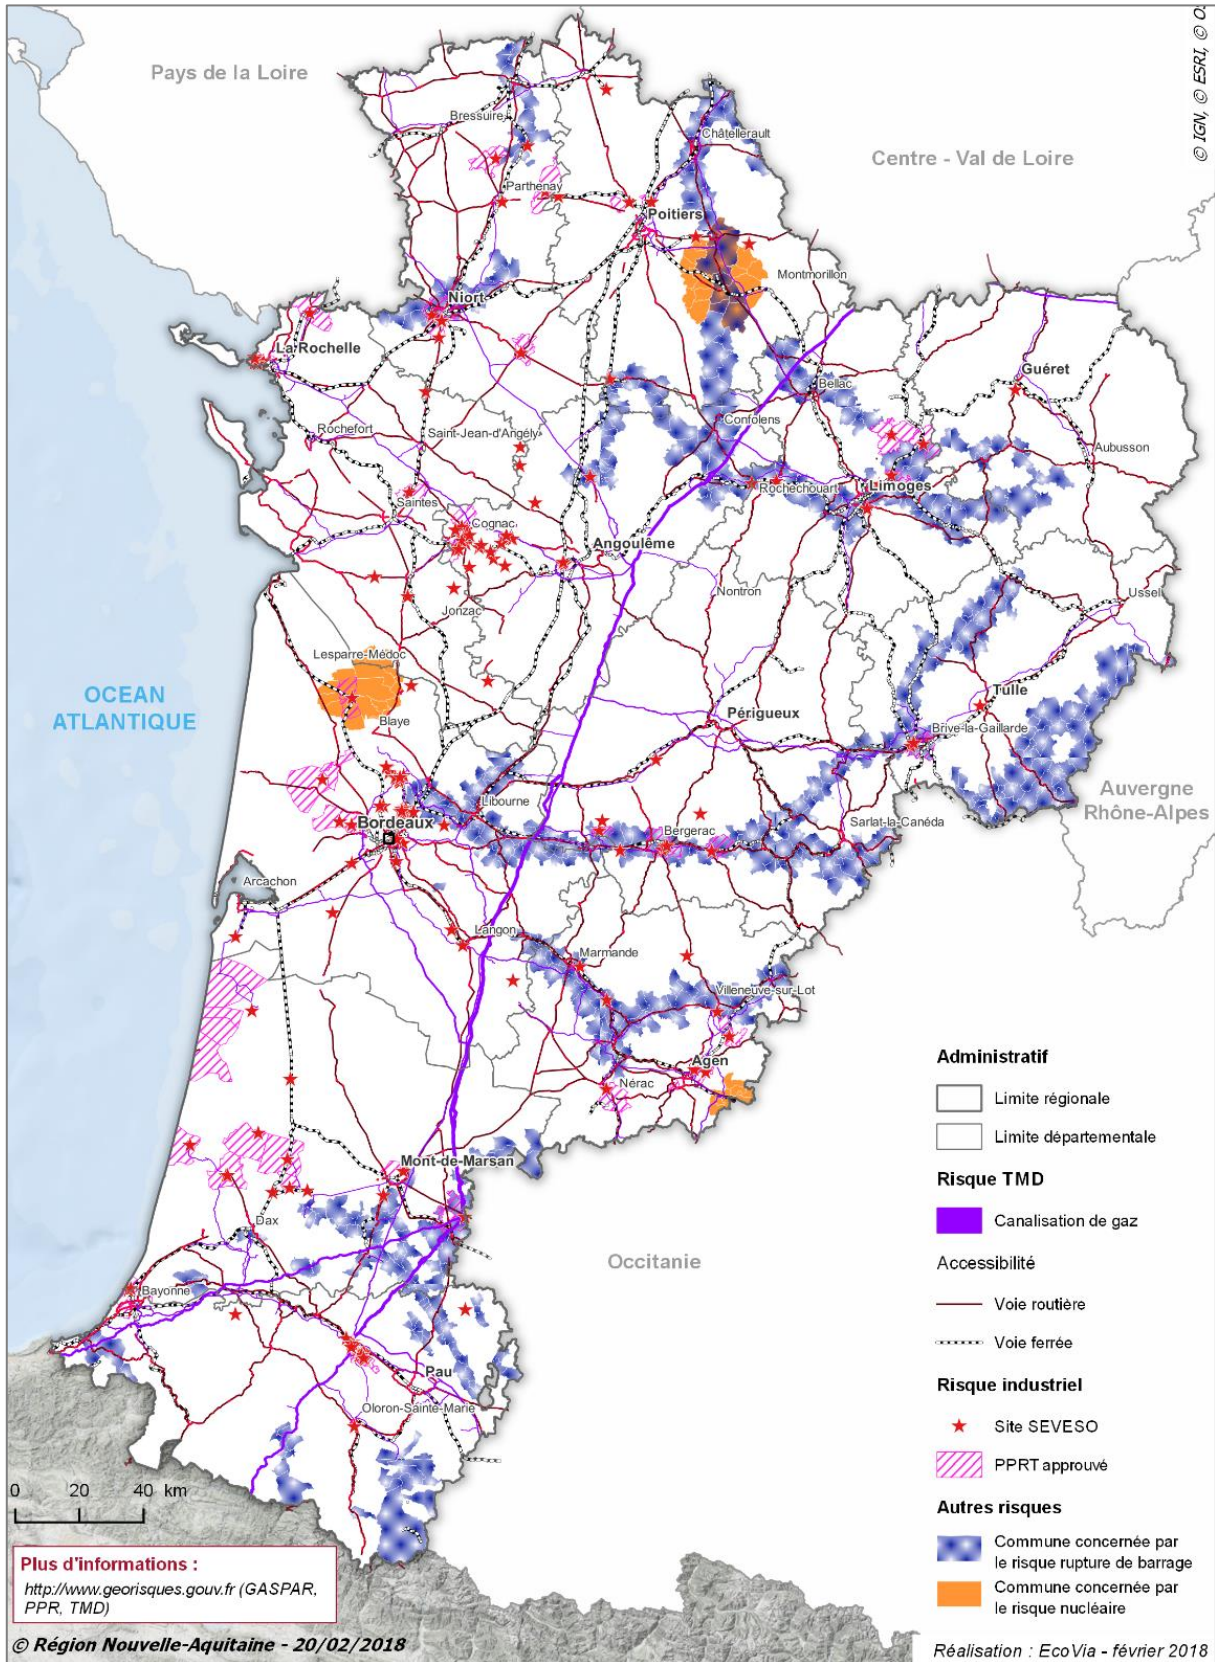 © IGN, © ESRI, © O
Pays de la Loire
Centre - Val de Loire
Bressuire
Châtellerault
Parthenay
Poitiers
Montmorillon
Niort
La Rochelle
Guéret
Bellac
Confolens
Rochefort
Saint-Jean-d'Angély
Aubusson
Rochechouart
Limoges
Saintes
Cognac
Angoulême
Nontron
Ussel
Jonzac
Lesparre-Médoc
OCEAN
ATLANTIQUE
Tulle
Blaye
Périgueux
Brive-la-Gaillarde
Auvergne
Rhône-Alpes
Libourne
Bordeaux
Bergerac
Sarlat-la-Canéda
Arcachon
Langon
Marmande
Villeneuve-sur-Lot
Agen
Nérac
Mont-de-Marsan
Dax
Occitanie
Bayonne
Pau
Oloron-Sainte-Marie
Administratif
Limite régionale
Limite départementale
Risque TMD
Canalisation de gaz
Accessibilité
Voie routière
Voie ferrée
Risque industriel
Site SEVESO
PPRT approuvé
Autres risques
Commune concernée par
le risque rupture de barrage
Commune concernée par
le risque nucléaire
0 20 40 km
Plus d'informations :
http://www.georisques.gouv.fr (GASPAR,
PPR, TMD)
© Région Nouvelle-Aquitaine - 20/02/2018
Réalisation : EcoVia - février 2018